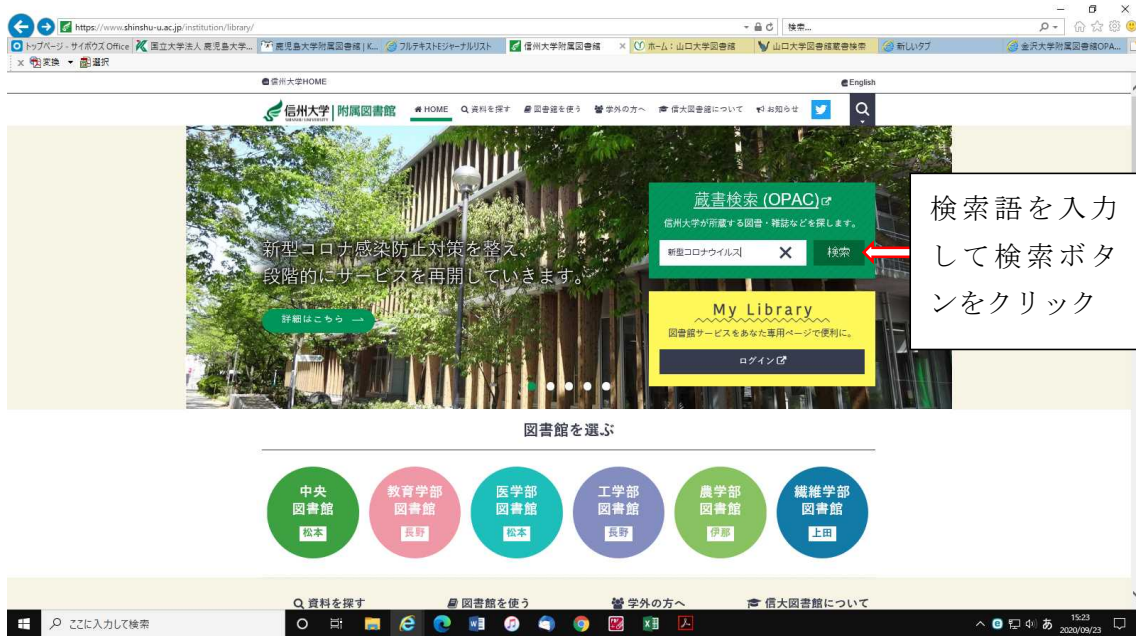 https://www.shinshu-u.ac.jp/institution/library/
検索...
トップページ - サイボウズ Office
国立大学法人 鹿児島大学...
鹿児島大学附属図書館 | K...
フルテキストEジャーナルリスト
信州大学附属図書館
ホーム : 山口大学図書館
山口大学図書館蔵書検索
新しいタブ
金沢大学附属図書館OPA...
x 変換 ▼ 選択
信州大学HOME
English
信州大学 | 附属図書館
HOME
資料を探す
図書館を使う
学外の方へ
信大図書館について
お知らせ
蔵書検索 (OPAC)
信州大学が所蔵する図書・雑誌などを探します。
新型コロナウイルス
検索
検索語を入力
して検索ボタ
ンをクリック
新型コロナ感染防止対策を整え、
段階的にサービスを再開していきます。
詳細はこちら →
My Library
図書館サービスをあなた専用ページで便利に。
ログイン
図書館を選ぶ
中央
図書館
松本
教育学部
図書館
長野
医学部
図書館
松本
工学部
図書館
長野
農学部
図書館
伊那
繊維学部
図書館
上田
資料を探す
図書館を使う
学外の方へ
信大図書館について
ここに入力して検索
あ
15:23
2020/09/23